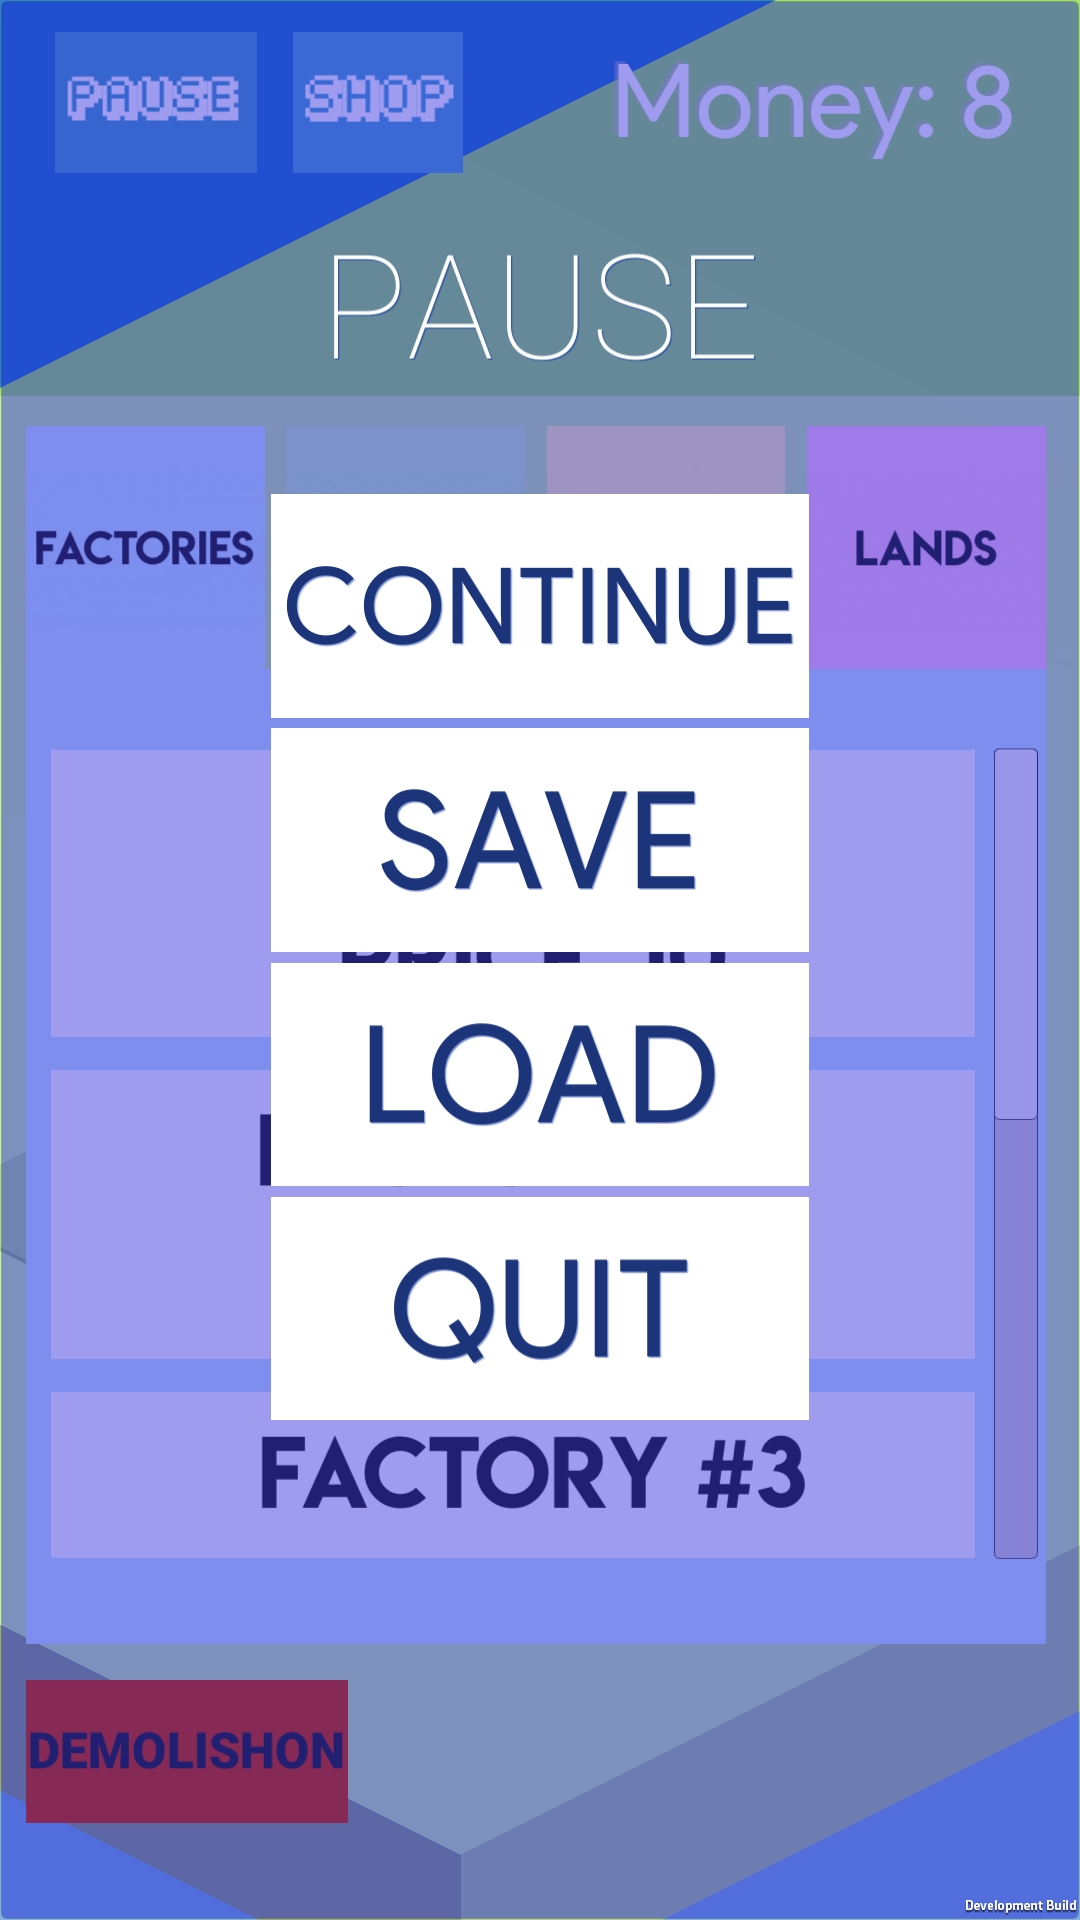 PAUSE SHOP Money: 8
PAUSE
FACTORIES LANDS
CONTINUE
SAVE
LOAD
QUIT
FACTORY #3
DEMOLISHON
Development Build